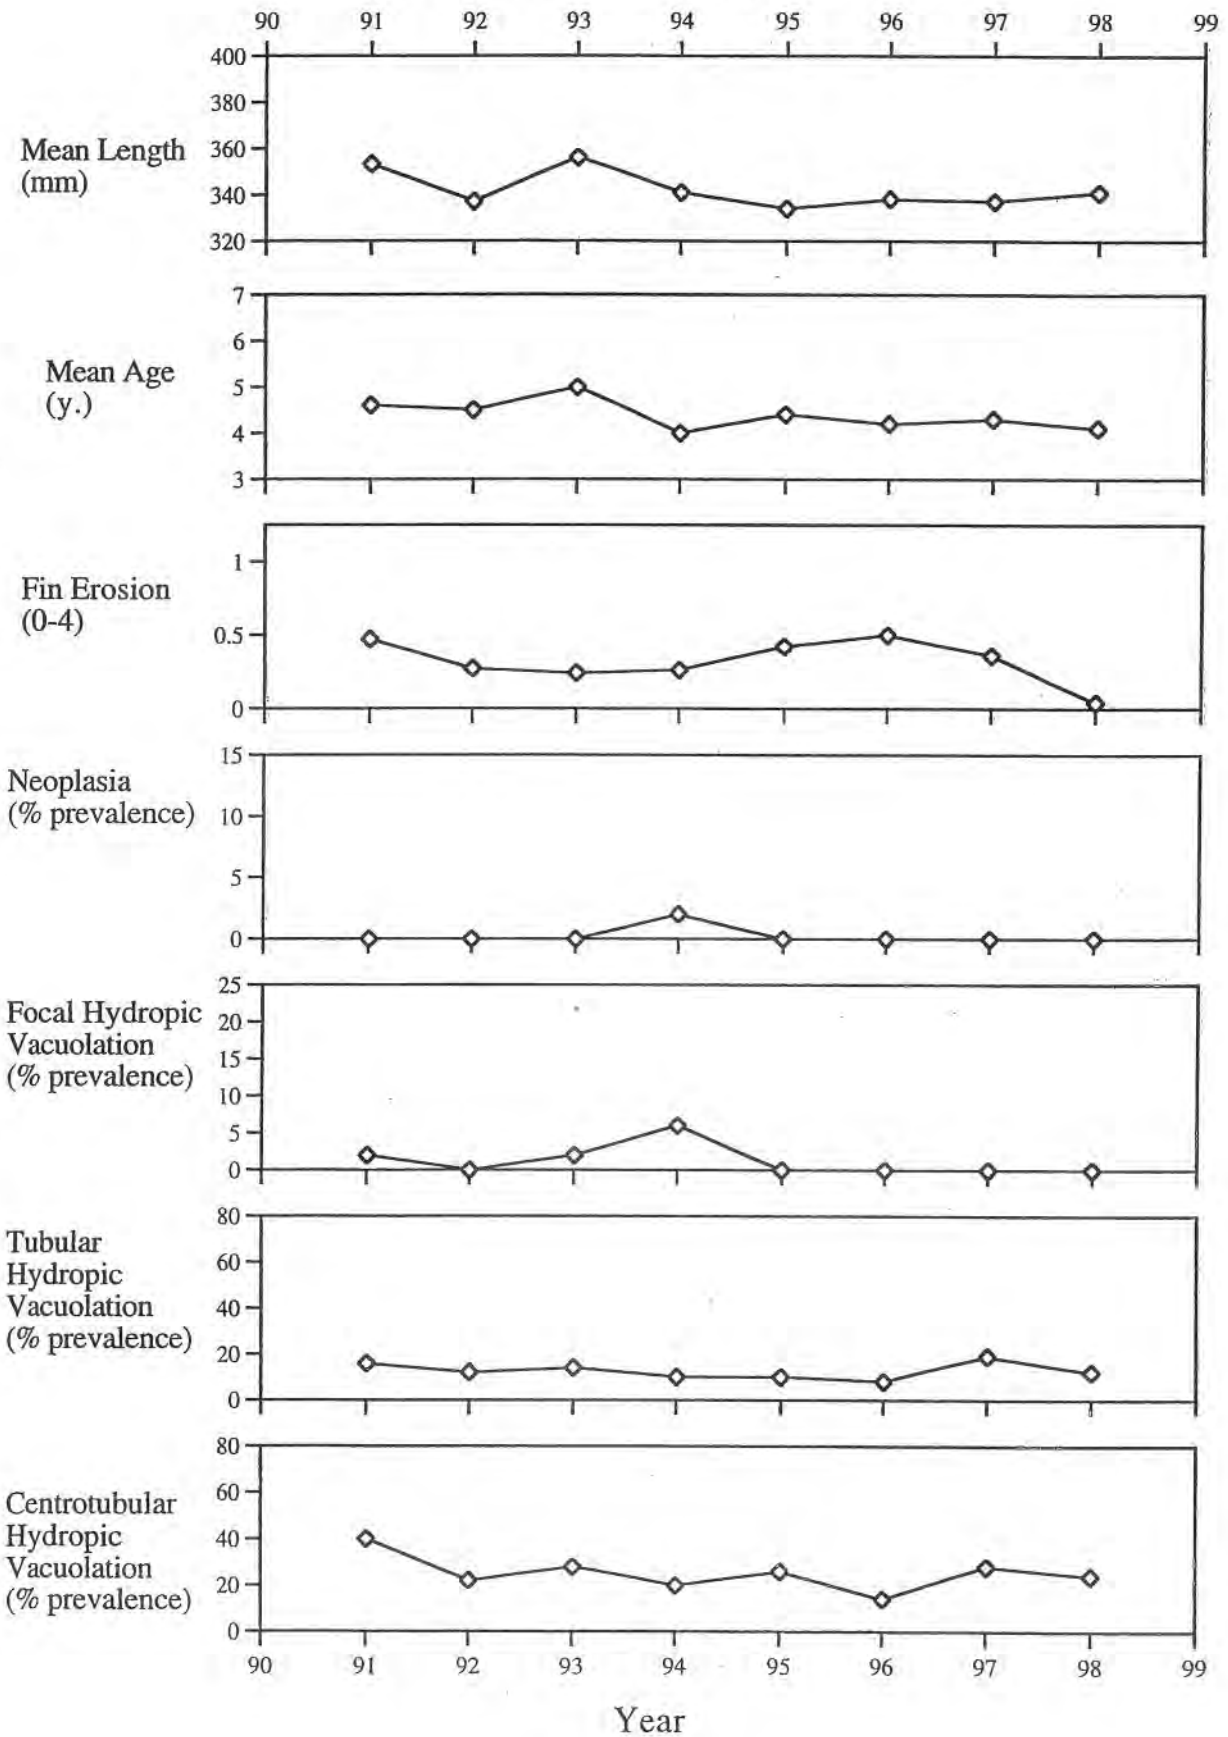 90 91 92 93 94 95 96 97 98 99
400
380
Mean Length 360
(mm)
340
320
7
6
Mean Age
(y.)
5
4
3
1
Fin Erosion
(0-4)
0.5
0
15
Neoplasia
(% prevalence) 10
5
0
25
Focal Hydropic 20
Vacuolation
15
(% prevalence)
10
5
0
80
Tubular
60
Hydropic
Vacuolation 40
(% prevalence)
20
0
80
60
Centrotubular
Hydropic 40
Vacuolation
20
(% prevalence)
0
90 91 92 93 94 95 96 97 98 99
Year